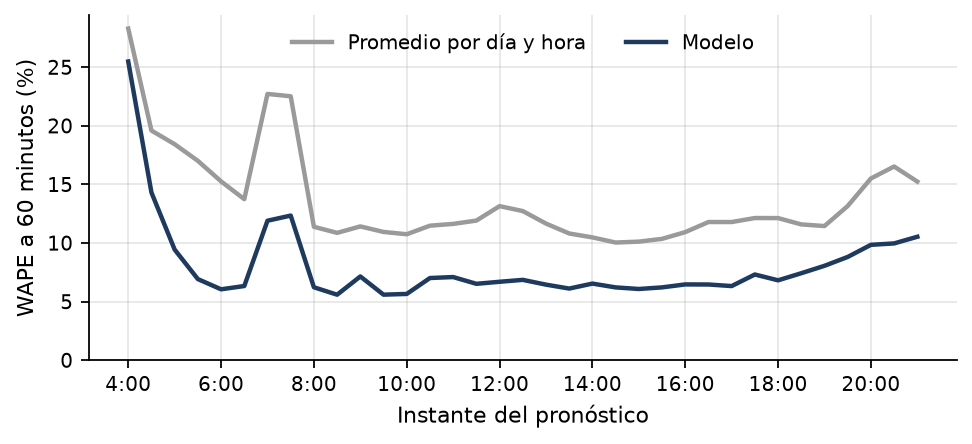 Promedio por día y hora
Modelo
WAPE a 60 minutos (%)
25
20
15
10
5
0
4:00 6:00 8:00 10:00 12:00 14:00 16:00 18:00 20:00
Instante del pronóstico